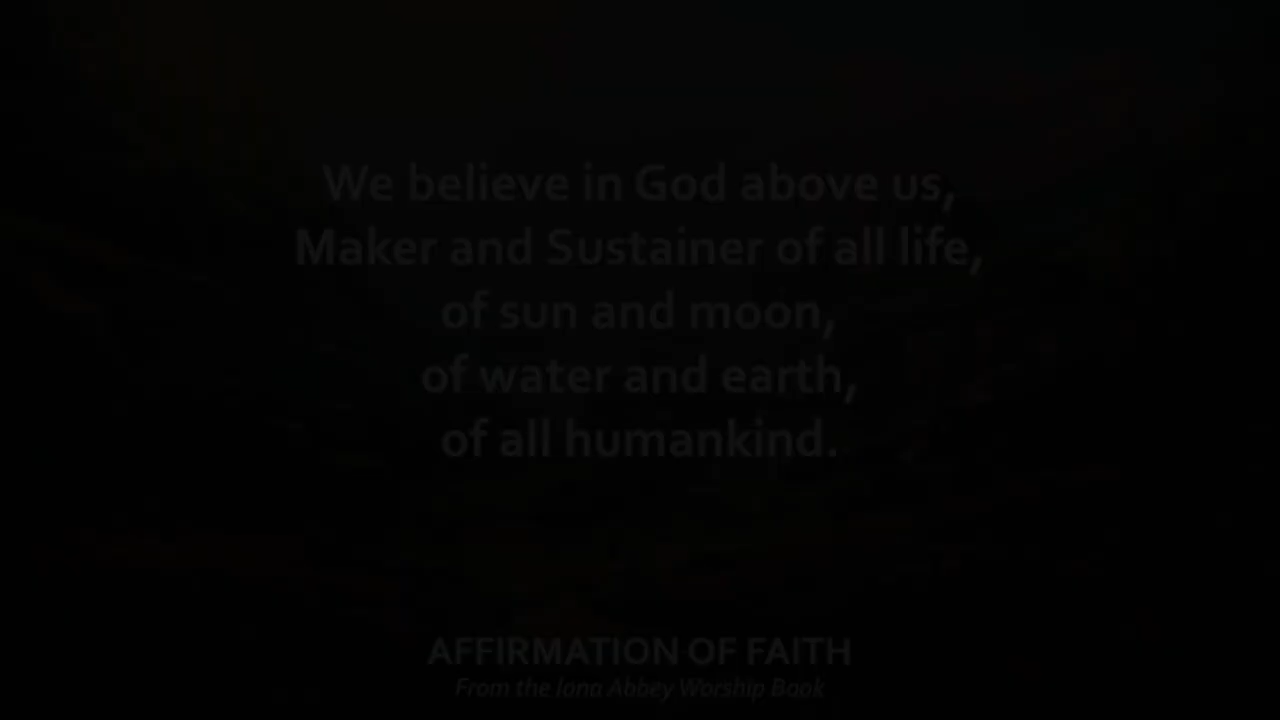 We believe in God above us,
Maker and Sustainer of all life,
of sun and moon,
of water and earth,
of all humankind.
AFFIRMATION OF FAITH
From the Iona Abbey Worship Book